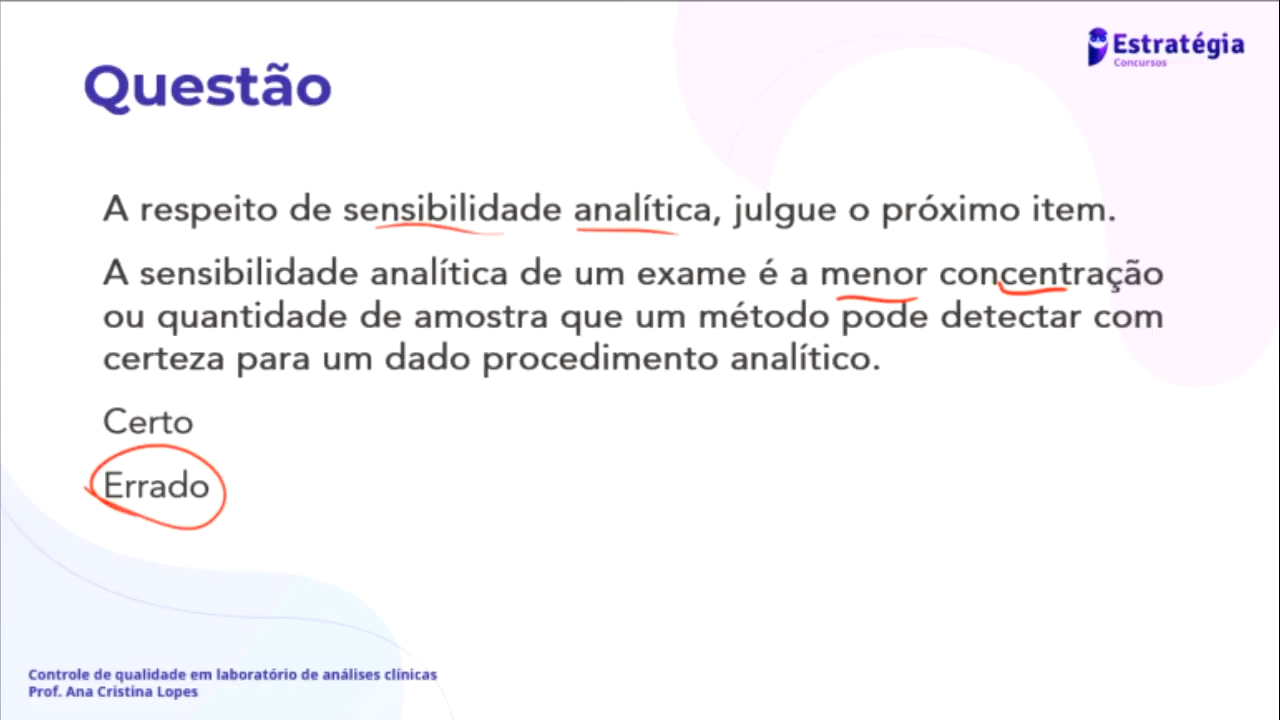 Estratégia
Concursos
Questão
A respeito de sensibilidade analítica, julgue o próximo item.
A sensibilidade analítica de um exame é a menor concentração
ou quantidade de amostra que um método pode detectar com
certeza para um dado procedimento analítico.
Certo
Errado
Controle de qualidade em laboratório de análises clínicas
Prof. Ana Cristina Lopes